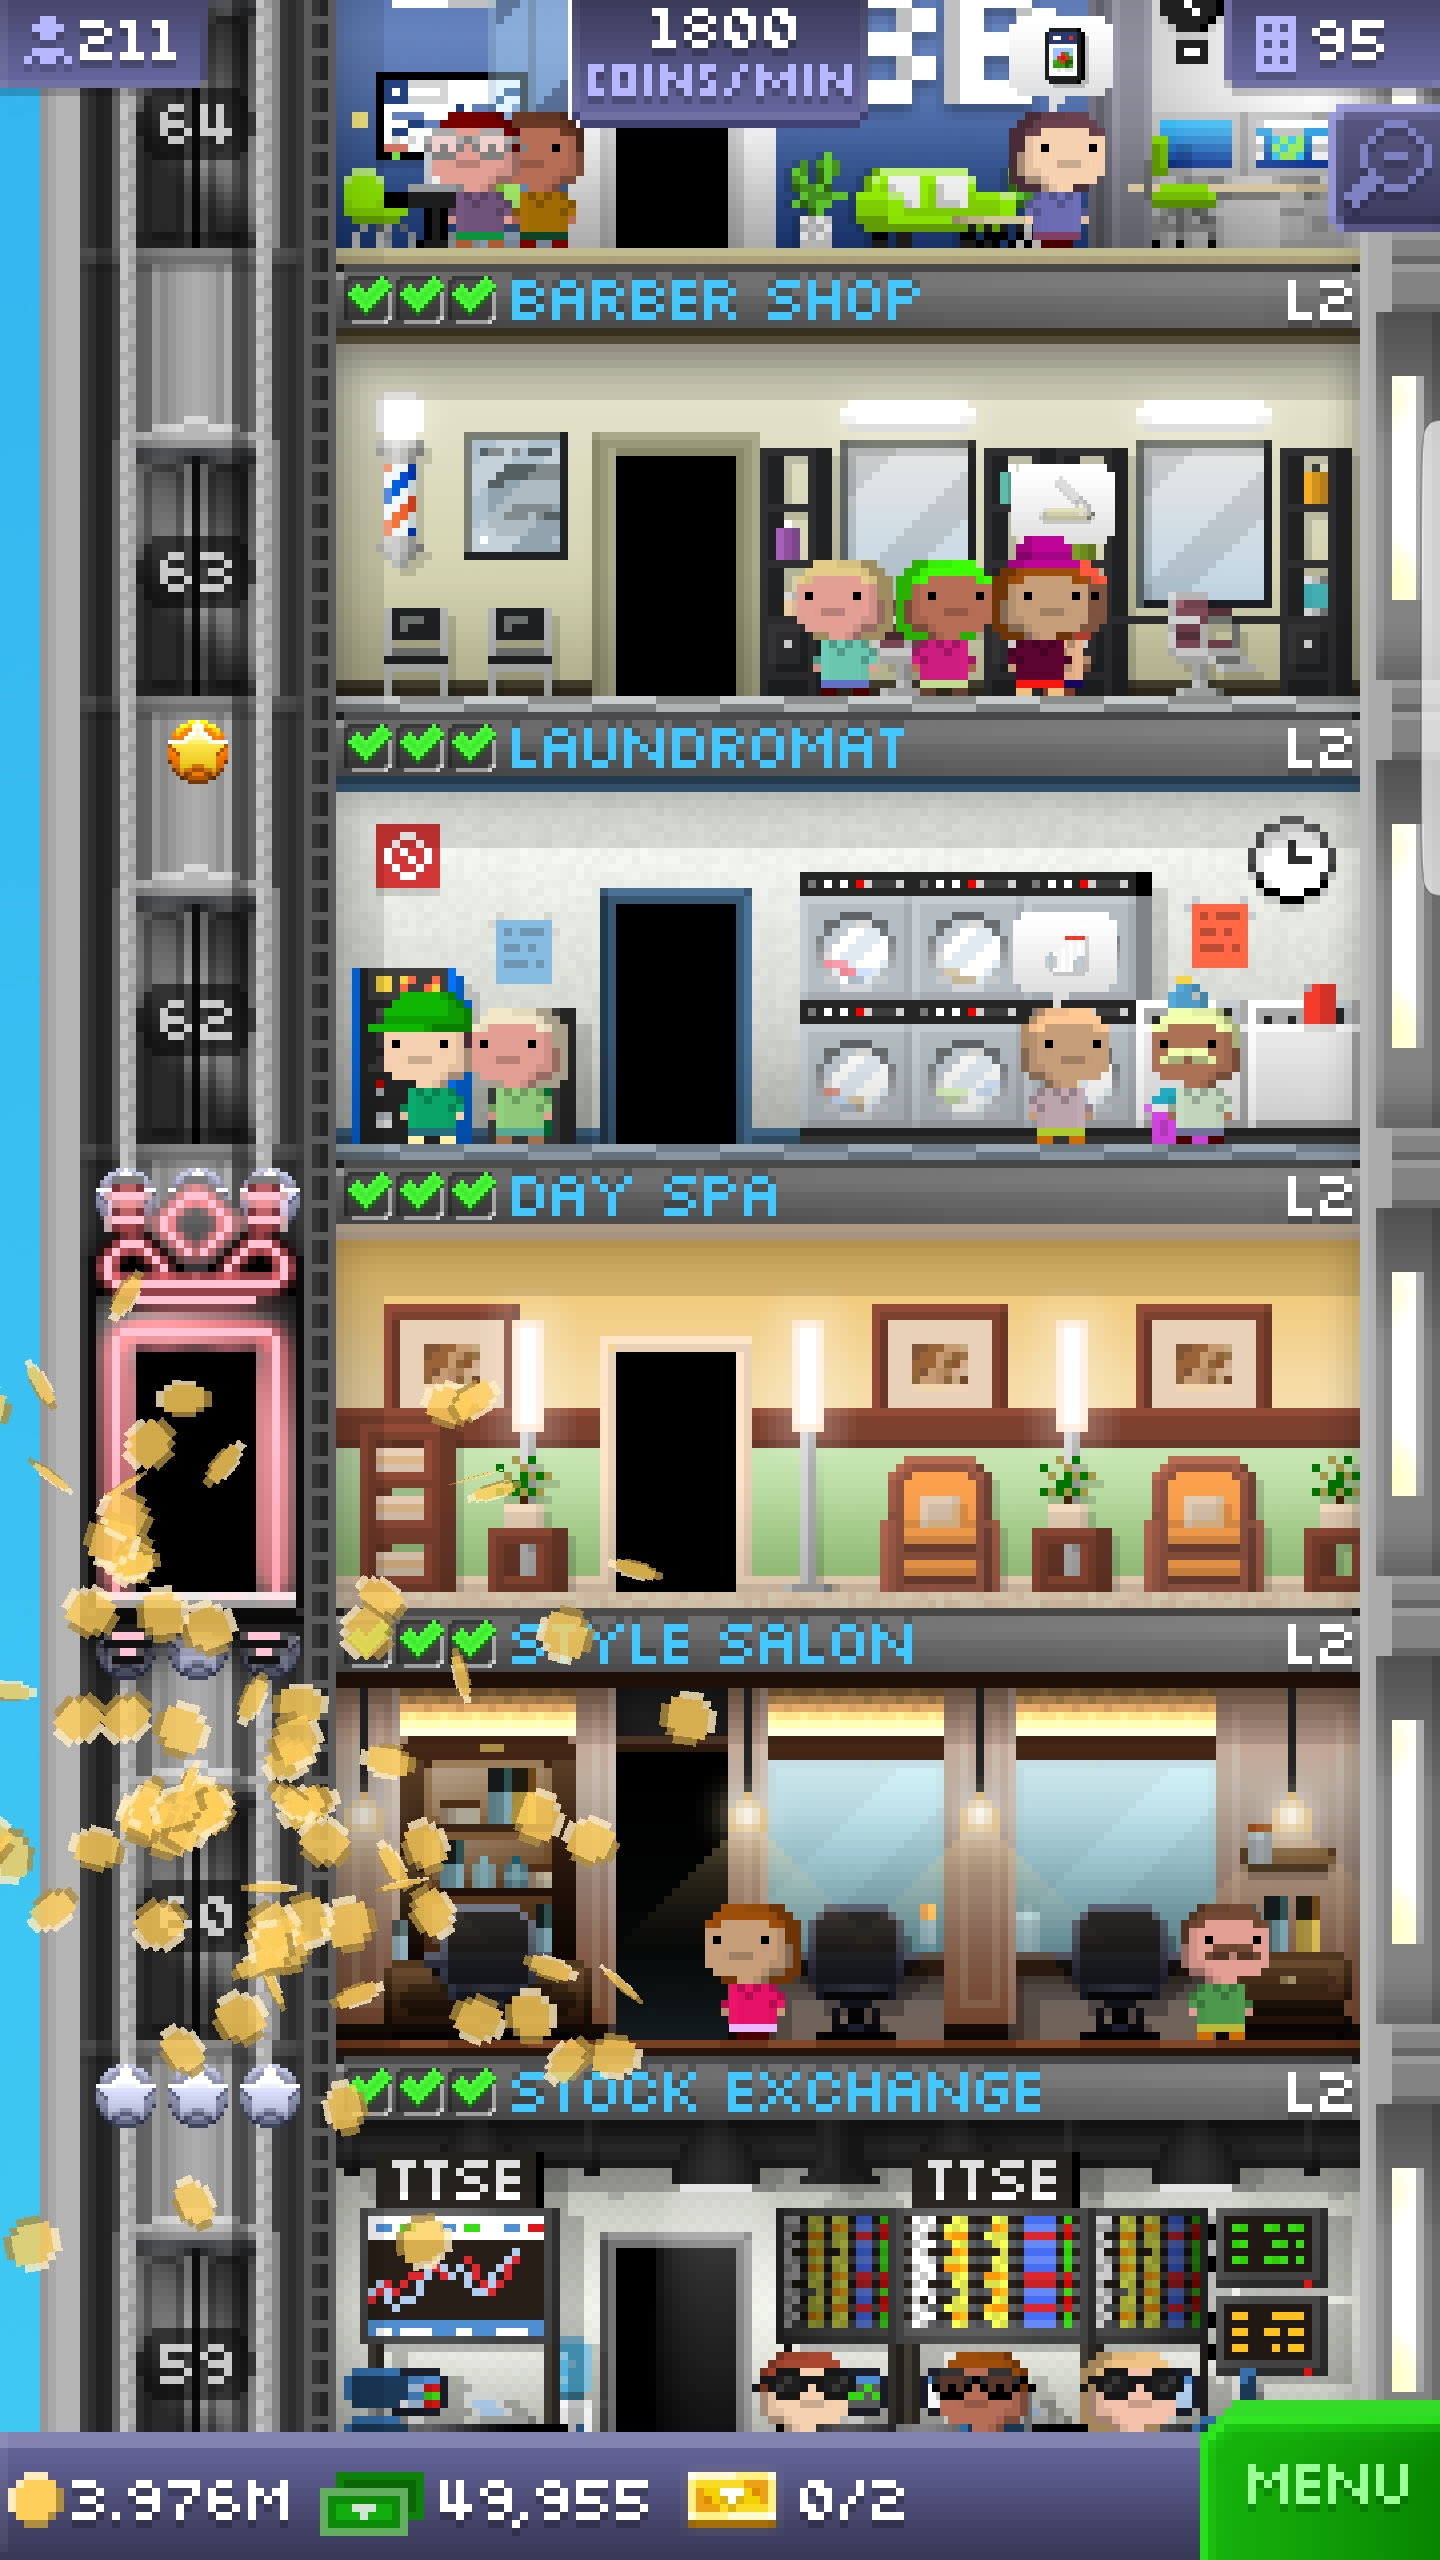 211
1800
COINS/MIN
95
64
BARBER SHOP L2
63
LAUNDROMAT L2
62
DAY SPA L2
STYLE SALON L2
60
STOCK EXCHANGE L2
TTSE TTSE
59
3.976M 49,955 0/2
MENU